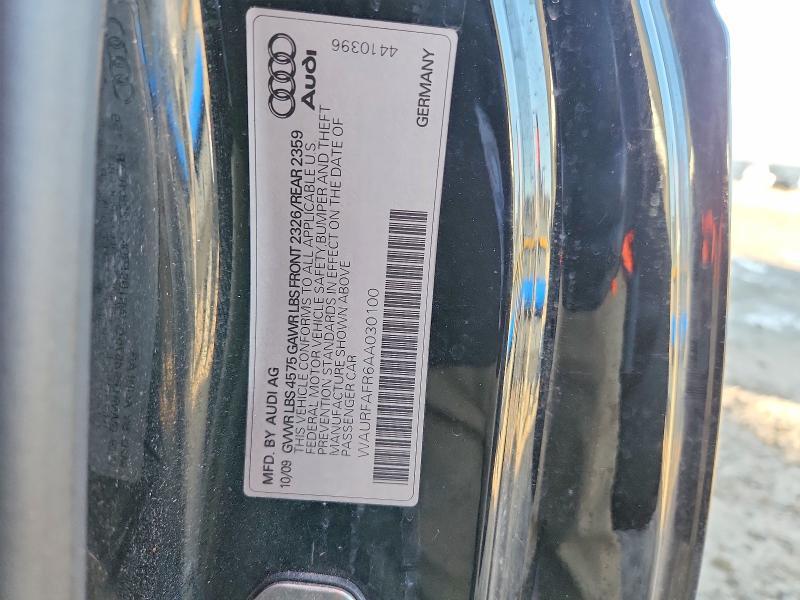 Audi
4410396
GERMANY
MFD. BY AUDI AG
10/09 GVWR LBS 4575 GAWR LBS FRONT 2326/REAR 2359
THIS VEHICLE CONFORMS TO ALL APPLICABLE U S
FEDERAL MOTOR VEHICLE SAFETY BUMPER AND THEFT
PREVENTION STANDARDS IN EFFECT ON THE DATE OF
MANUFACTURE SHOWN ABOVE
PASSENGER CAR
WAURFAFR6AA030100